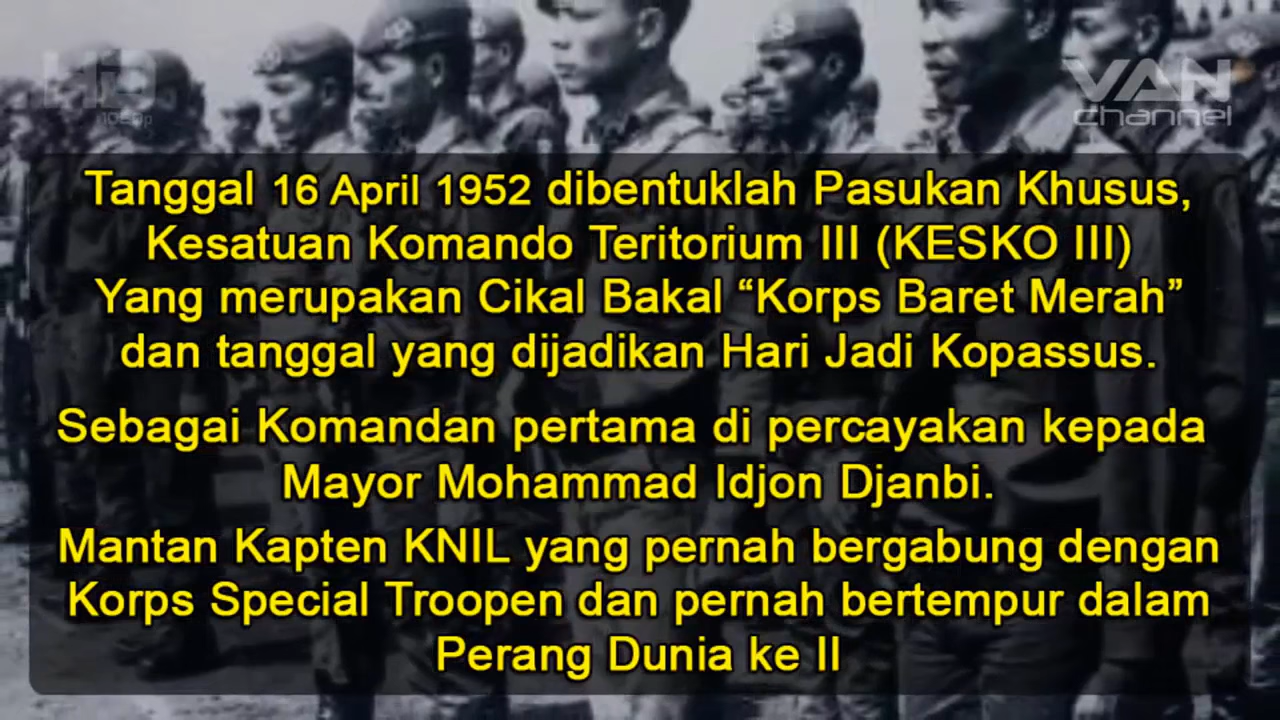 HD
1080p
VAN
channel
Tanggal 16 April 1952 dibentuklah Pasukan Khusus,
Kesatuan Komando Teritorium III (KESKO III)
Yang merupakan Cikal Bakal “Korps Baret Merah”
dan tanggal yang dijadikan Hari Jadi Kopassus.
Sebagai Komandan pertama di percayakan kepada
Mayor Mohammad Idjon Djanbi.
Mantan Kapten KNIL yang pernah bergabung dengan
Korps Special Troopen dan pernah bertempur dalam
Perang Dunia ke II